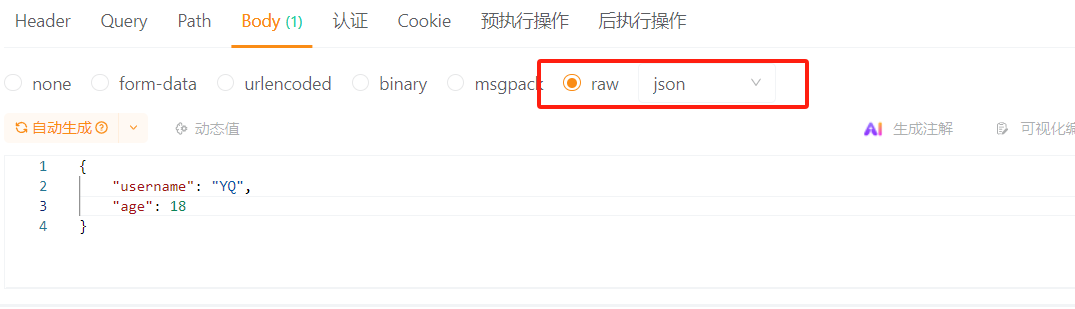 Header Query Path Body (1) 认证 Cookie 预执行操作 后执行操作
none form-data urlencoded binary msgpack raw json
自动生成 动态值 AI 生成注解 可视化编
1 {
2 "username": "YQ",
3 "age": 18
4 }